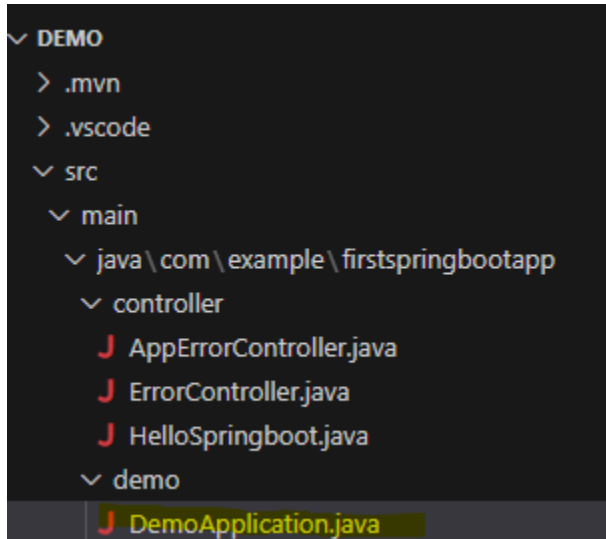 DEMO
.mvn
.vscode
src
main
java\com\example\firstspringbootapp
controller
J AppErrorController.java
J ErrorController.java
J HelloSpringboot.java
demo
J DemoApplication.java